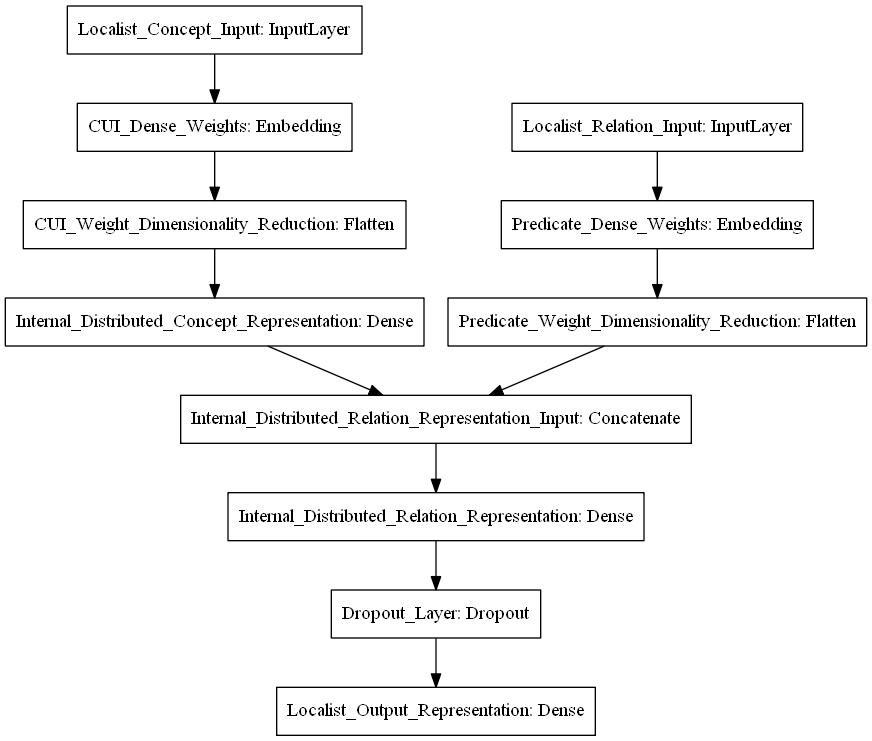 Localist_Concept_Input: InputLayer
CUI_Dense_Weights: Embedding
Localist_Relation_Input: InputLayer
CUI_Weight_Dimensionality_Reduction: Flatten
Predicate_Dense_Weights: Embedding
Internal_Distributed_Concept_Representation: Dense
Predicate_Weight_Dimensionality_Reduction: Flatten
Internal_Distributed_Relation_Representation_Input: Concatenate
Internal_Distributed_Relation_Representation: Dense
Dropout_Layer: Dropout
Localist_Output_Representation: Dense